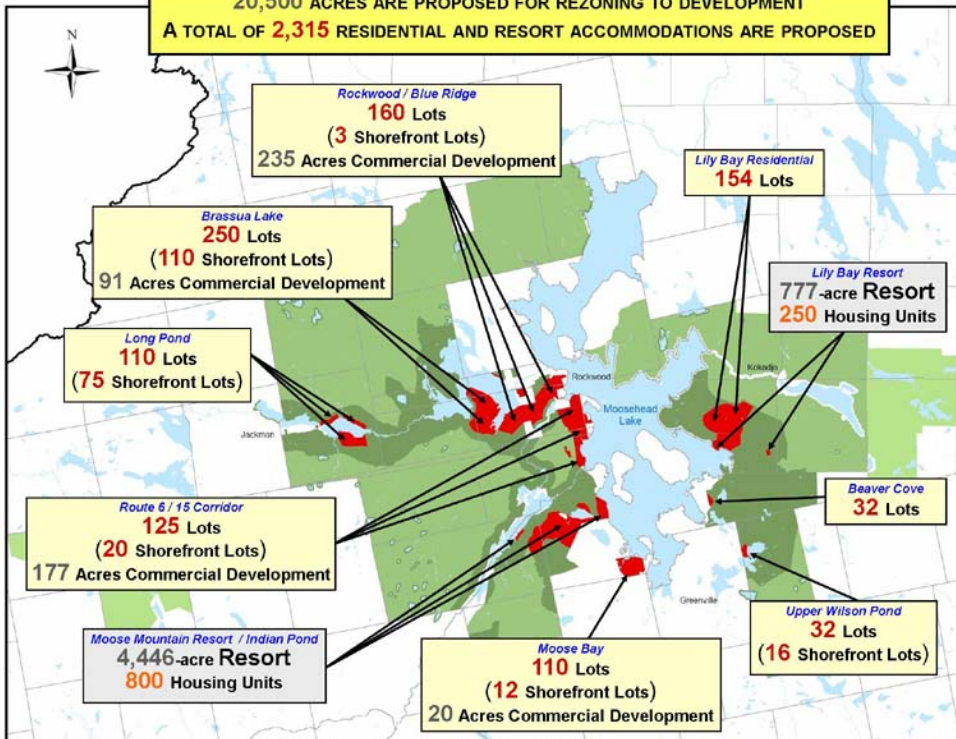 20,500 ACRES ARE PROPOSED FOR REZONING TO DEVELOPMENT
A TOTAL OF 2,315 RESIDENTIAL AND RESORT ACCOMMODATIONS ARE PROPOSED
N
Rockwood / Blue Ridge
160 Lots
(3 Shorefront Lots)
235 Acres Commercial Development
Lily Bay Residential
154 Lots
Brassua Lake
250 Lots
(110 Shorefront Lots)
91 Acres Commercial Development
Lily Bay Resort
777-acre Resort
250 Housing Units
Long Pond
110 Lots
(75 Shorefront Lots)
Rockwood
Kokadjo
Moosehead
Lake
Jackman
Route 6 / 15 Corridor
125 Lots
(20 Shorefront Lots)
177 Acres Commercial Development
Beaver Cove
32 Lots
Greenville
Upper Wilson Pond
32 Lots
(16 Shorefront Lots)
Moose Mountain Resort / Indian Pond
4,446-acre Resort
800 Housing Units
Moose Bay
110 Lots
(12 Shorefront Lots)
20 Acres Commercial Development